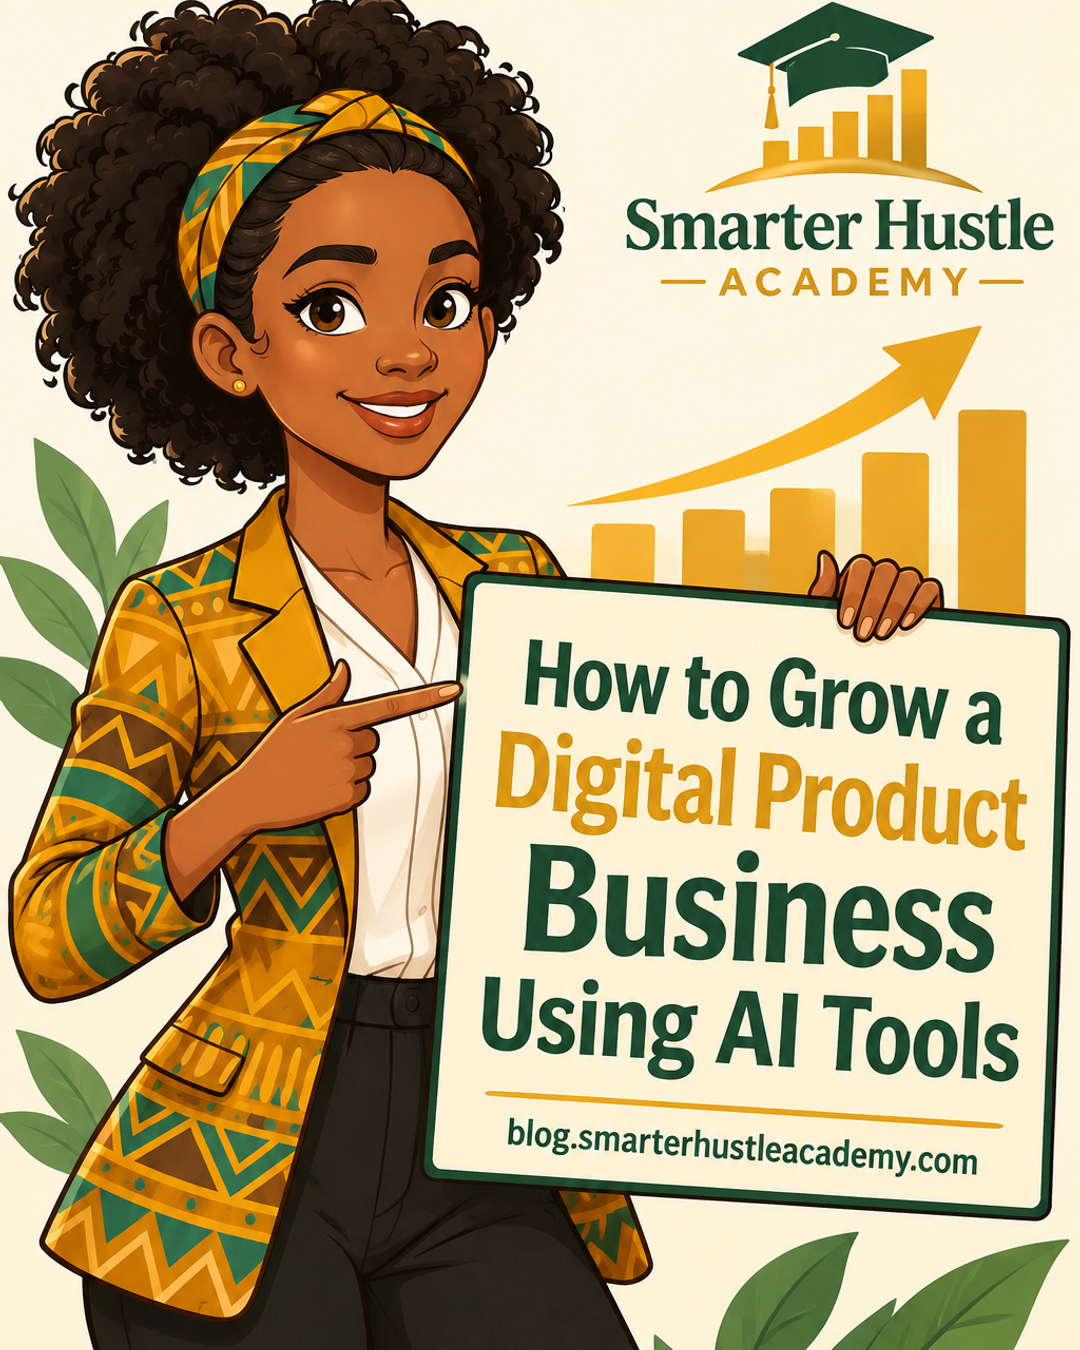 Smarter Hustle
ACADEMY
How to Grow a
Digital Product
Business
Using AI Tools
blog.smarterhustleacademy.com